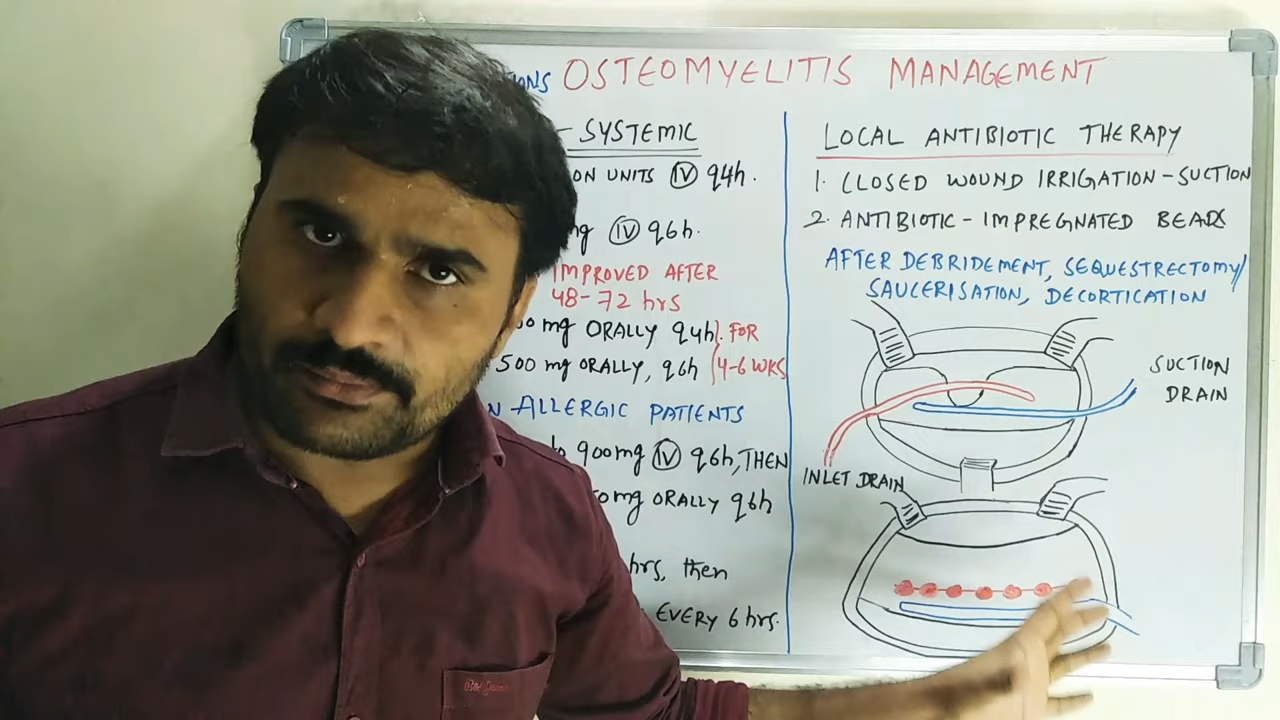 OSTEOMYELITIS MANAGEMENT
- SYSTEMIC
UNITS IV q4h.
IV q6h.
IMPROVED AFTER
48-72 hrs
mg ORALLY q4h FOR
500 mg ORALLY, q6h 4-6 WKS
ALLERGIC PATIENTS
900mg IV q6h, THEN
ORALLY q6h
hrs, then
EVERY 6 hrs.
LOCAL ANTIBIOTIC THERAPY
1. CLOSED WOUND IRRIGATION-SUCTION
2. ANTIBIOTIC-IMPREGNATED BEADS
AFTER DEBRIDEMENT, SEQUESTRECTOMY/
SAUCERISATION, DECORTICATION
SUCTION
DRAIN
INLET DRAIN